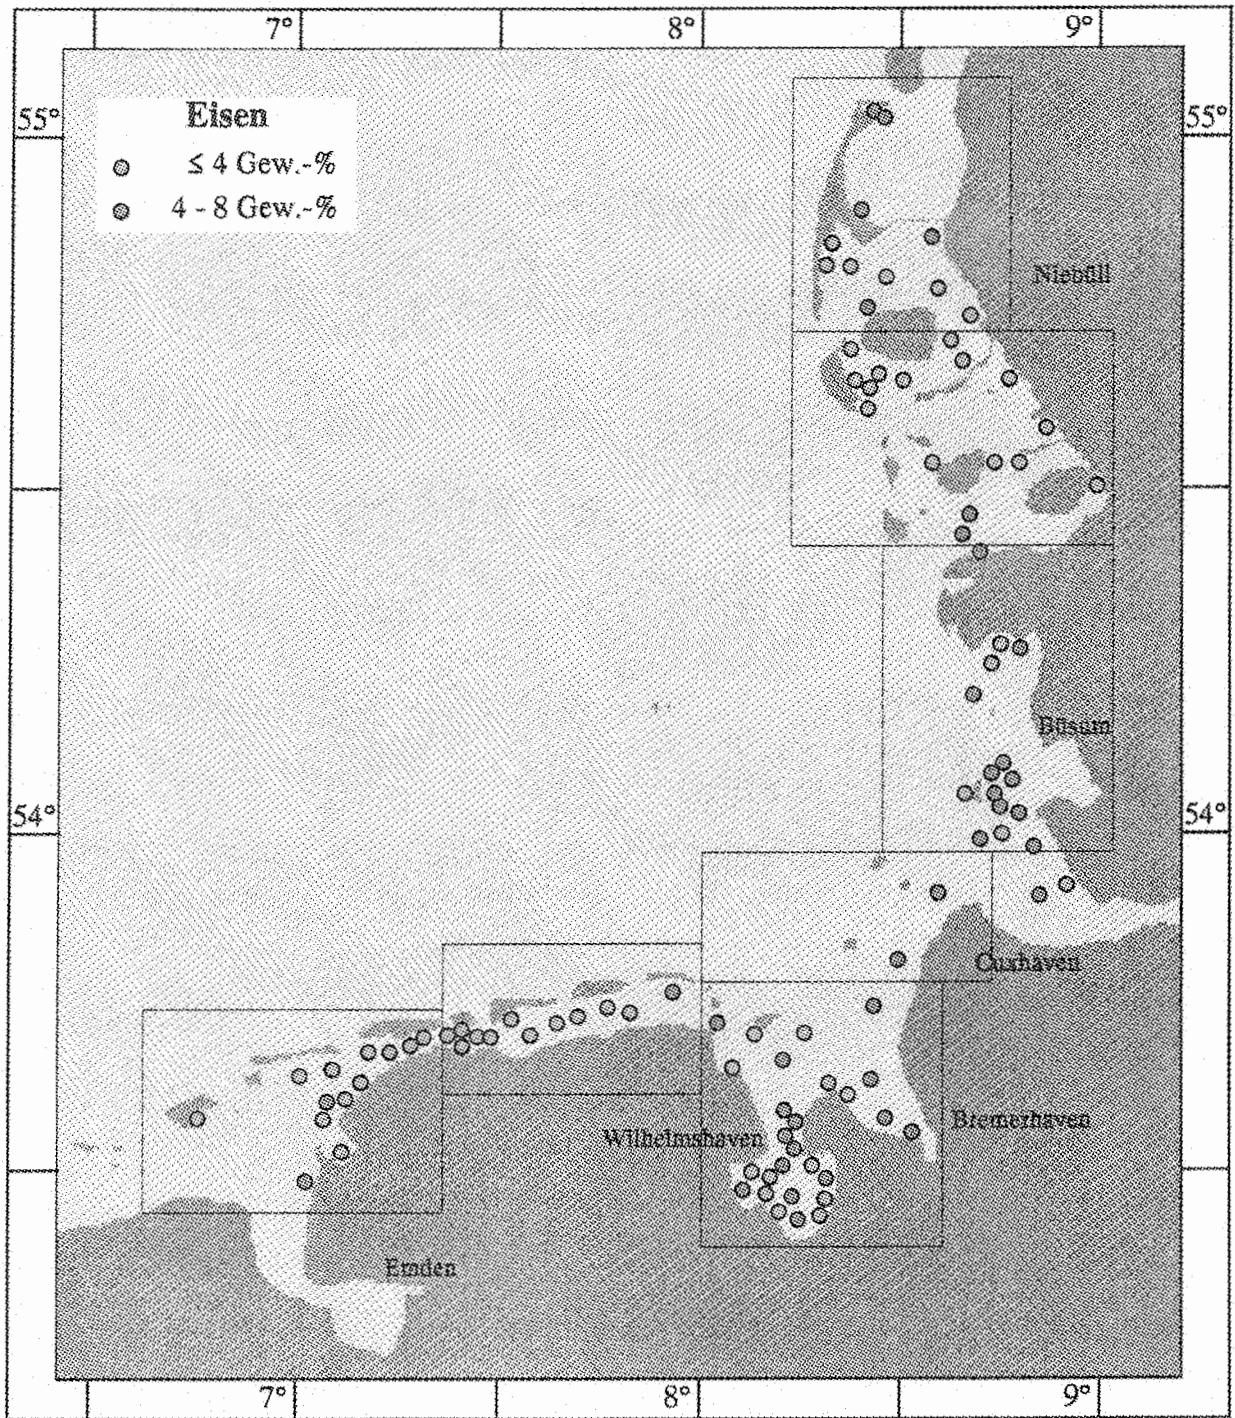 7° 8° 9°
55° 55°
Eisen
≤ 4 Gew.-%
4 - 8 Gew.-%
Niebüll
Büsum
54° 54°
Cuxhaven
Wilhelmshaven Bremerhaven
Emden
7° 8° 9°